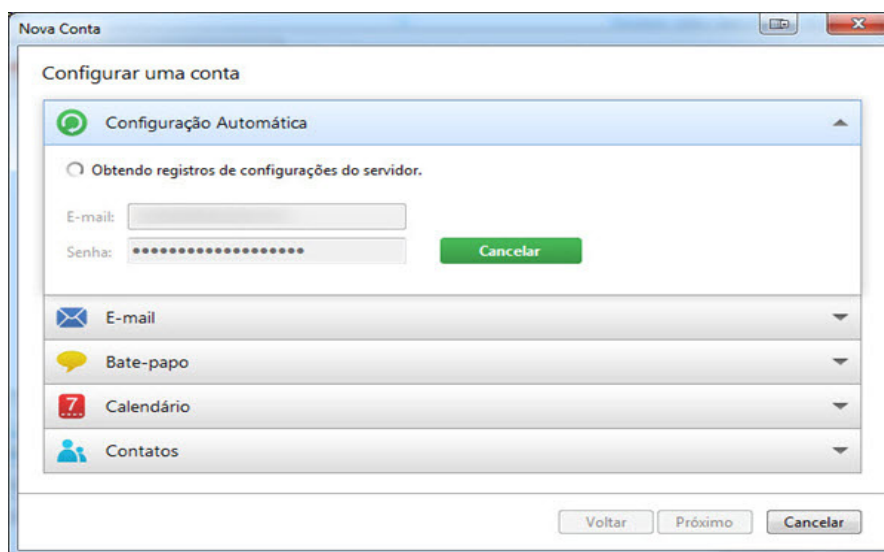 Nova Conta
Configurar uma conta
Configuração Automática
Obtendo registros de configurações do servidor.
E-mail:
Senha: •••••••••••••••••••
Cancelar
E-mail
Bate-papo
7
Calendário
Contatos
Voltar Próximo Cancelar